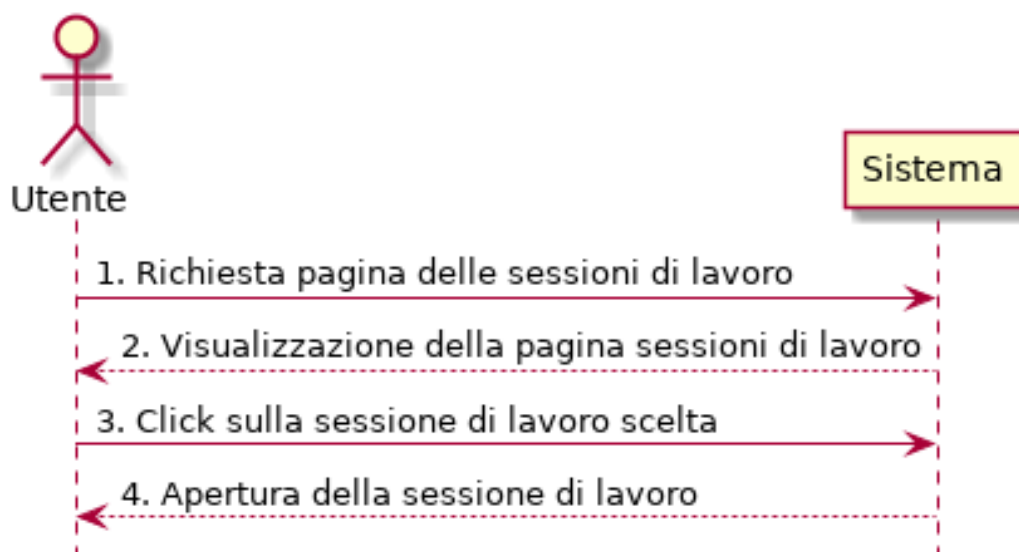 Utente
Sistema
1. Richiesta pagina delle sessioni di lavoro
2. Visualizzazione della pagina sessioni di lavoro
3. Click sulla sessione di lavoro scelta
4. Apertura della sessione di lavoro